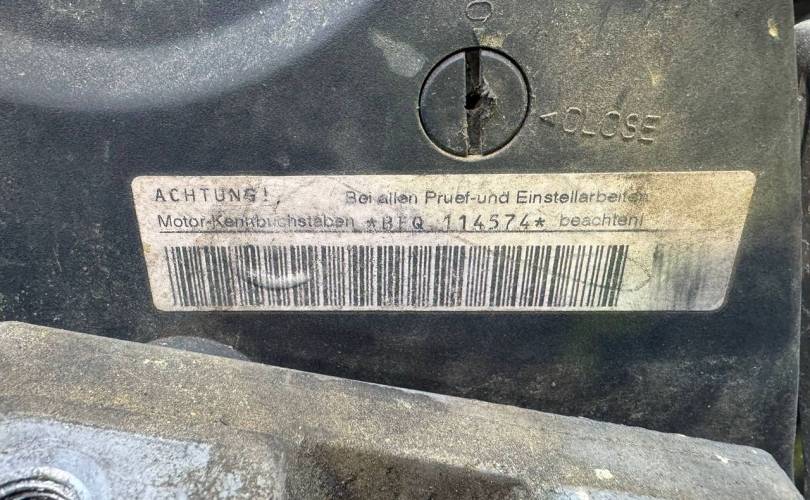 <CLOSE
ACHTUNG!, Bei allen Pruef-und Einstellarbeiten
Motor-Kennbuchstaben *BFQ 114574* beachten!